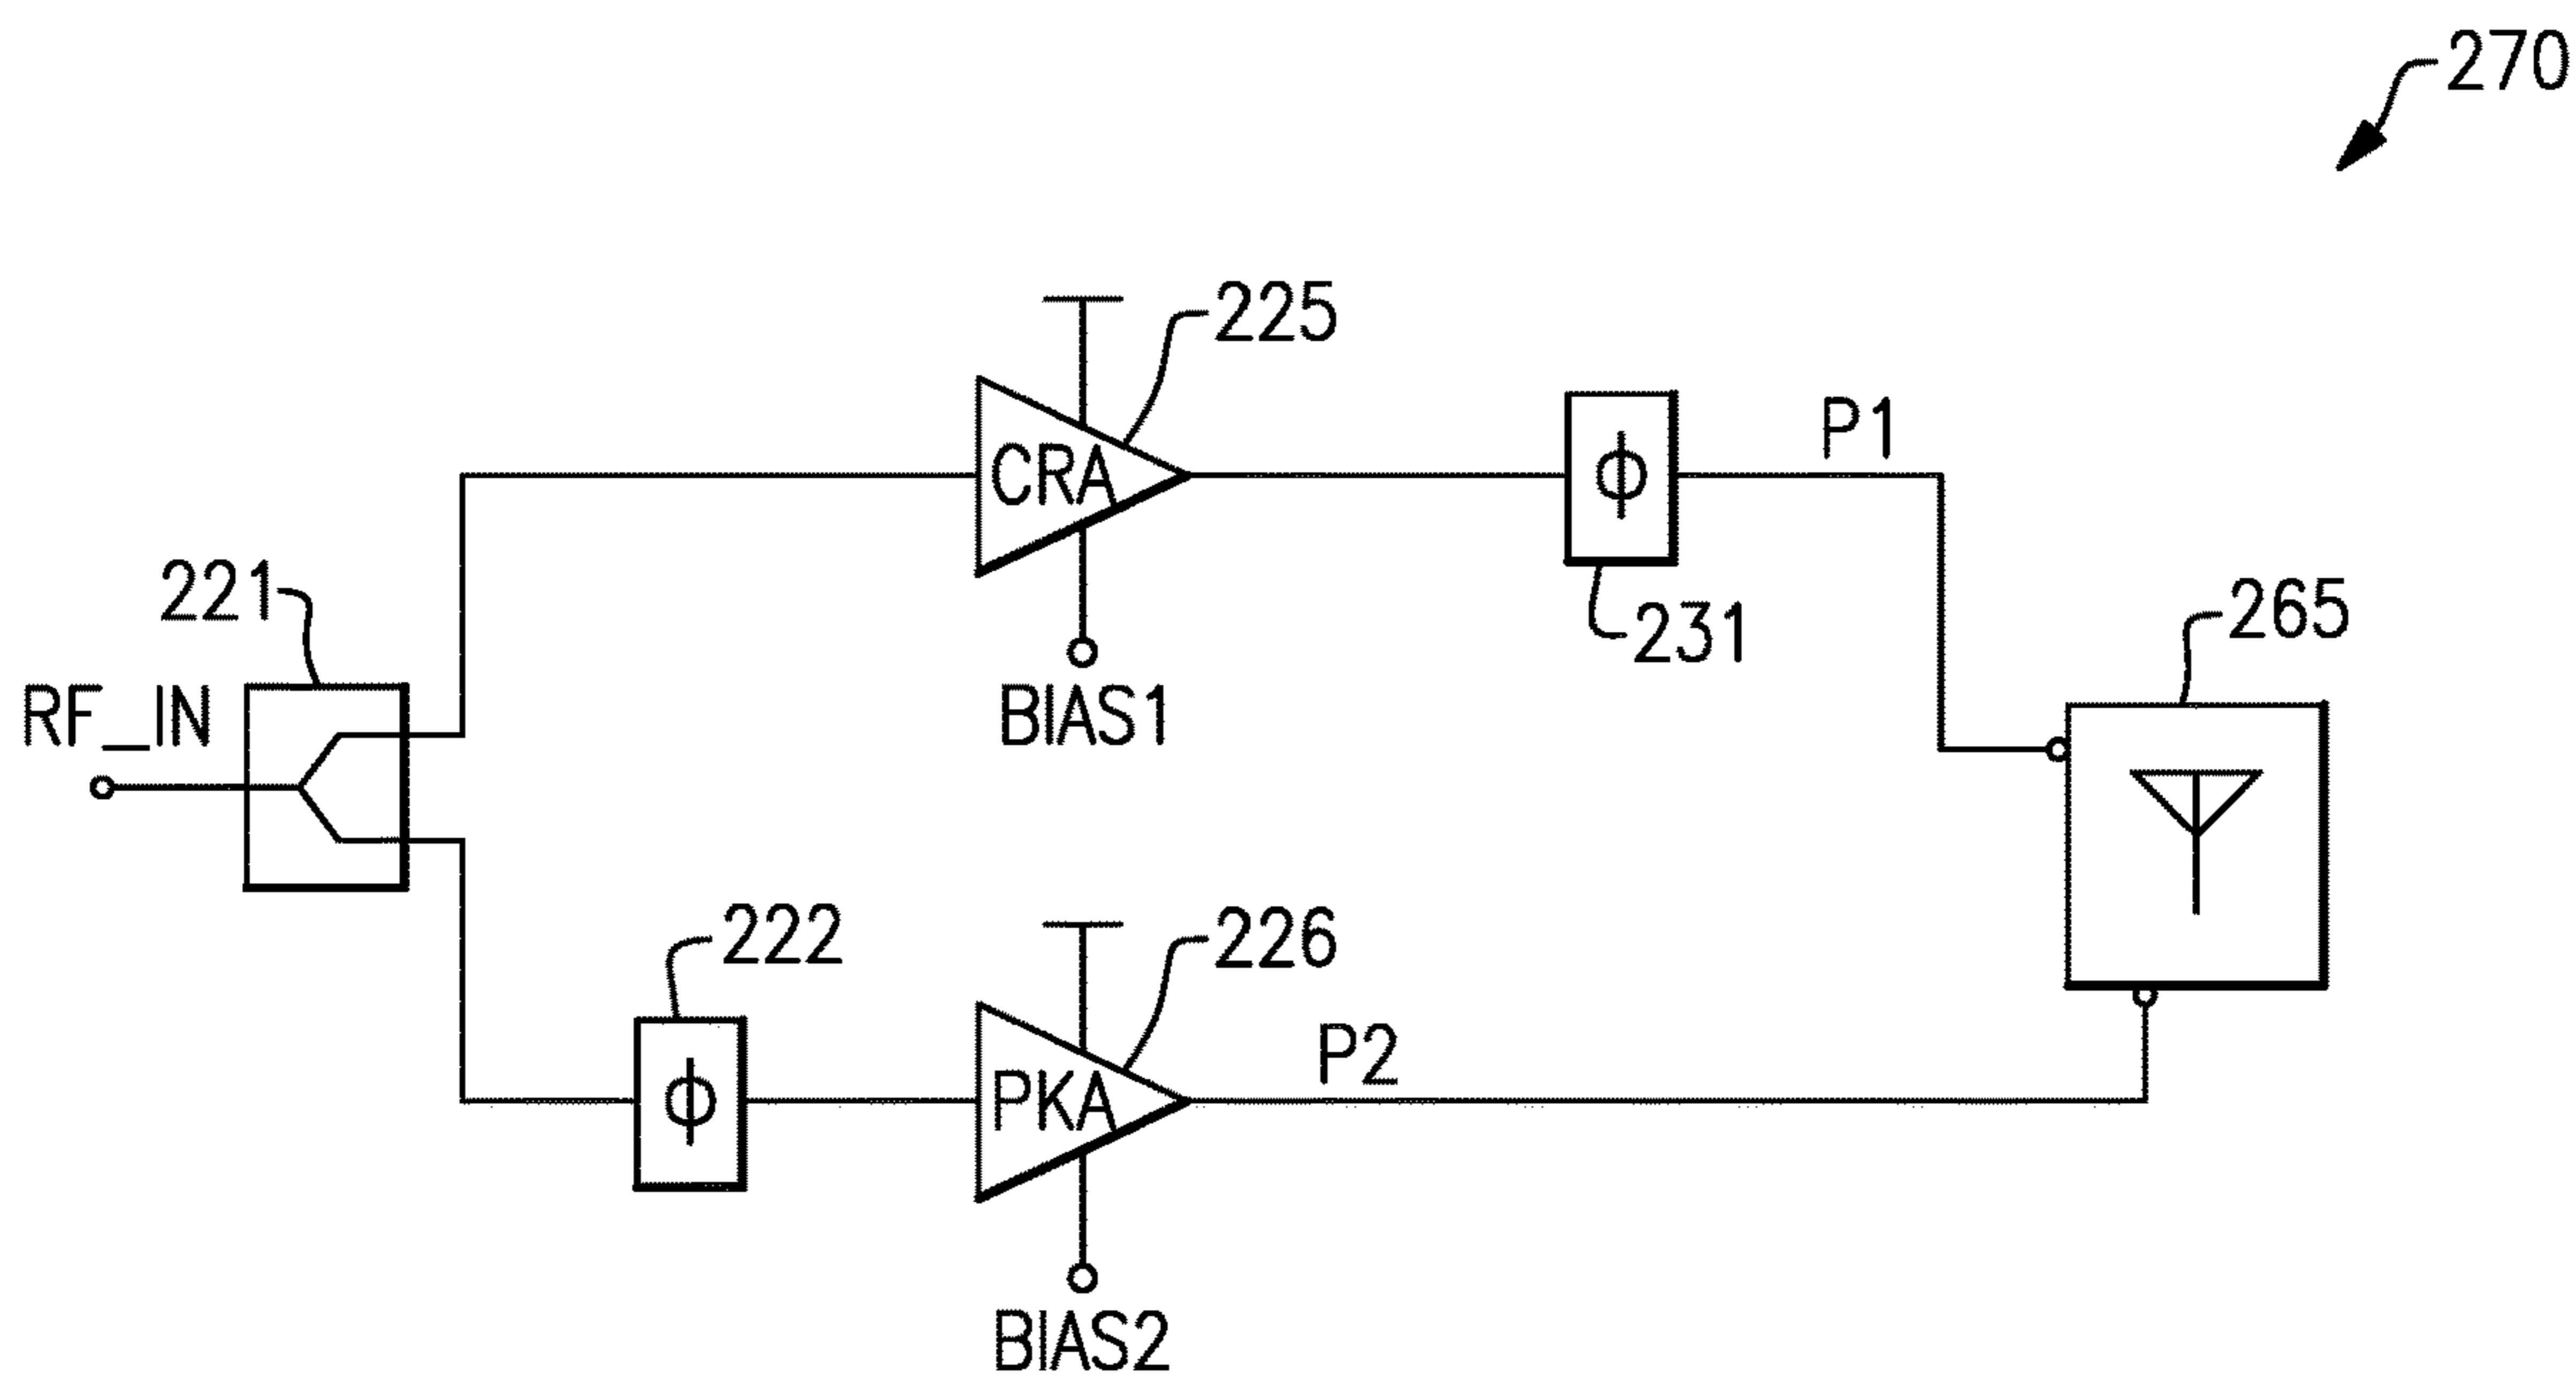 270
225
CRA
Φ
P1
221
231
265
RF_IN
BIAS1
222
226
Φ
PKA
P2
BIAS2